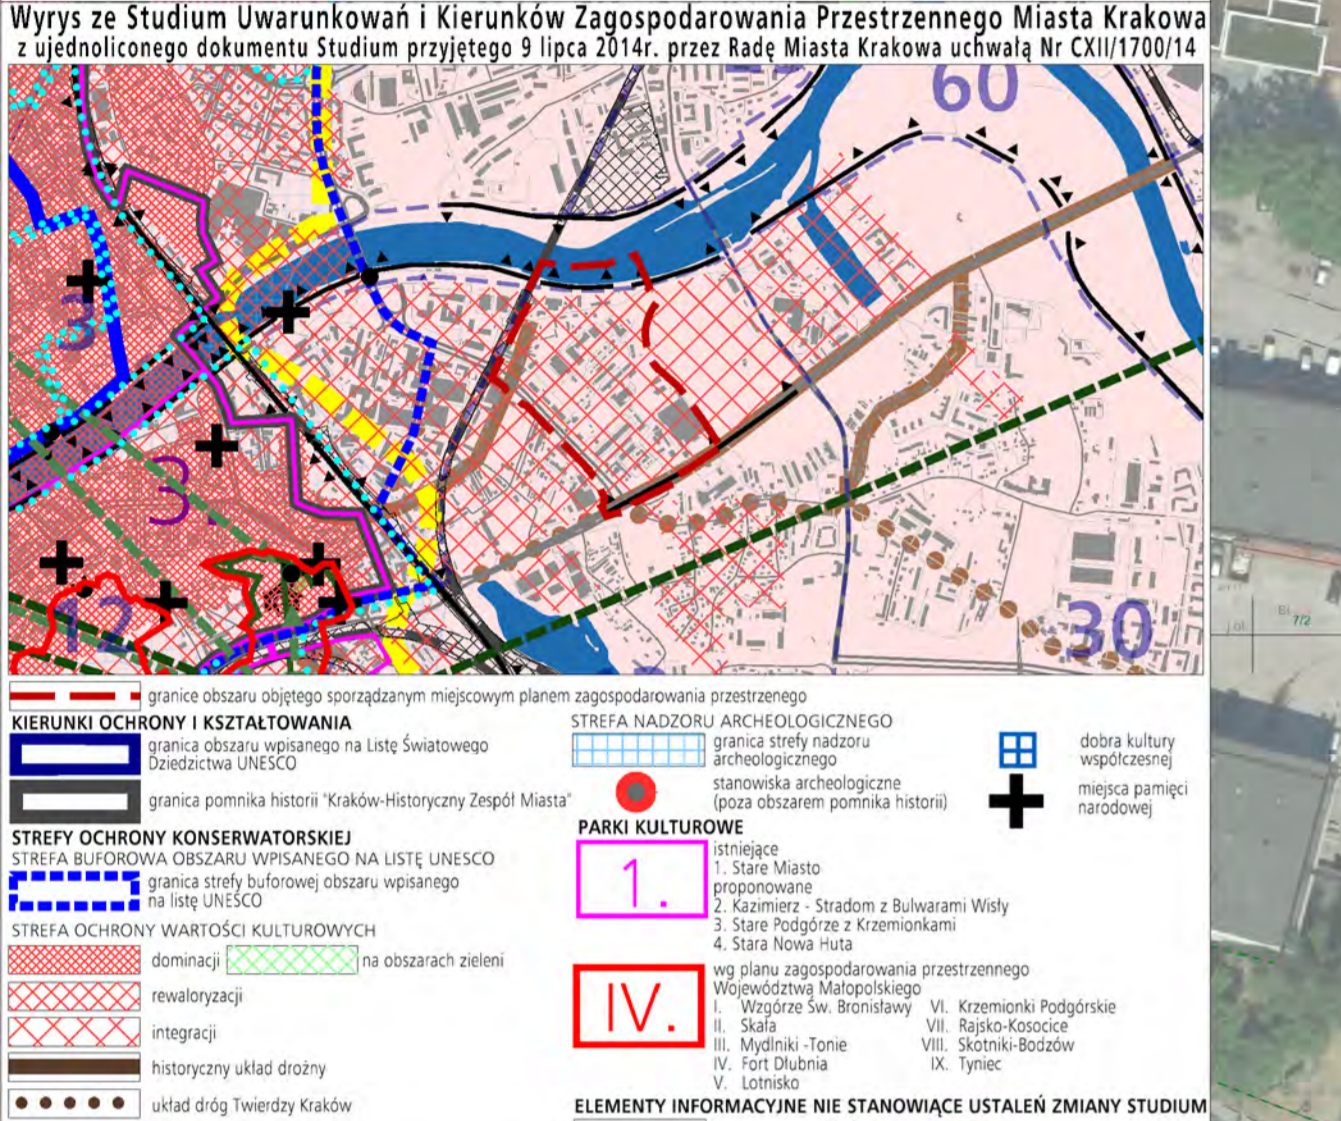 Wyrys ze Studium Uwarunkowań i Kierunków Zagospodarowania Przestrzennego Miasta Krakowa
z ujednoliconego dokumentu Studium przyjętego 9 lipca 2014r. przez Radę Miasta Krakowa uchwałą Nr CXII/1700/14
60
3
3.
12
30
granice obszaru objętego sporządzanym miejscowym planem zagospodarowania przestrzenego
KIERUNKI OCHRONY I KSZTAŁTOWANIA
granica obszaru wpisanego na Listę Światowego
Dziedzictwa UNESCO
granica pomnika historii "Kraków-Historyczny Zespół Miasta"
STREFY OCHRONY KONSERWATORSKIEJ
STREFA BUFOROWA OBSZARU WPISANEGO NA LISTĘ UNESCO
granica strefy buforowej obszaru wpisanego
na listę UNESCO
STREFA OCHRONY WARTOŚCI KULTUROWYCH
dominacji
na obszarach zieleni
rewaloryzacji
integracji
historyczny układ drożny
układ dróg Twierdzy Kraków
STREFA NADZORU ARCHEOLOGICZNEGO
granica strefy nadzoru
archeologicznego
stanowiska archeologiczne
(poza obszarem pomnika historii)
dobra kultury
współczesnej
miejsca pamięci
narodowej
PARKI KULTUROWE
1.
istniejące
1. Stare Miasto
proponowane
2. Kazimierz - Stradom z Bulwarami Wisły
3. Stare Podgórze z Krzemionkami
4. Stara Nowa Huta
IV.
wg planu zagospodarowania przestrzennego
Województwa Małopolskiego
I. Wzgórze Św. Bronisławy VI. Krzemionki Podgórskie
II. Skała VII. Rajsko-Kosocice
III. Mydlniki -Tonie VIII. Skotniki-Bodzów
IV. Fort Dłubnia IX. Tyniec
V. Lotnisko
ELEMENTY INFORMACYJNE NIE STANOWIĄCE USTALEŃ ZMIANY STUDIUM
7/2